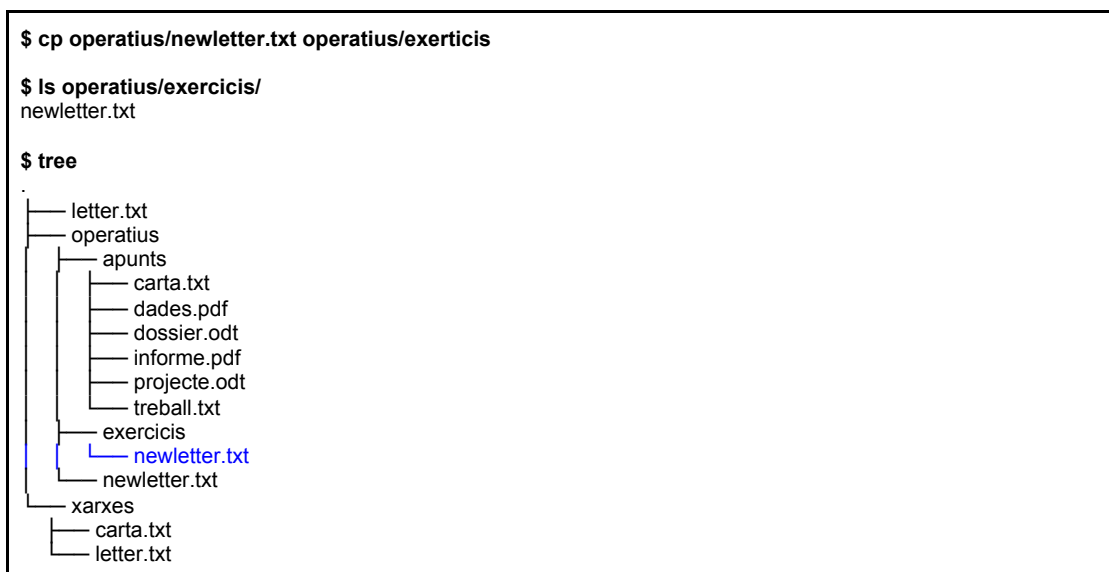 $ cp operatius/newletter.txt operatius/exerticis
$ ls operatius/exercicis/
newletter.txt
$ tree
.
├── letter.txt
├── operatius
│   ├── apunts
│   │   ├── carta.txt
│   │   ├── dades.pdf
│   │   ├── dossier.odt
│   │   ├── informe.pdf
│   │   ├── projecte.odt
│   │   └── treball.txt
│   ├── exercicis
│   │   └── newletter.txt
│   └── newletter.txt
└── xarxes
    ├── carta.txt
    └── letter.txt